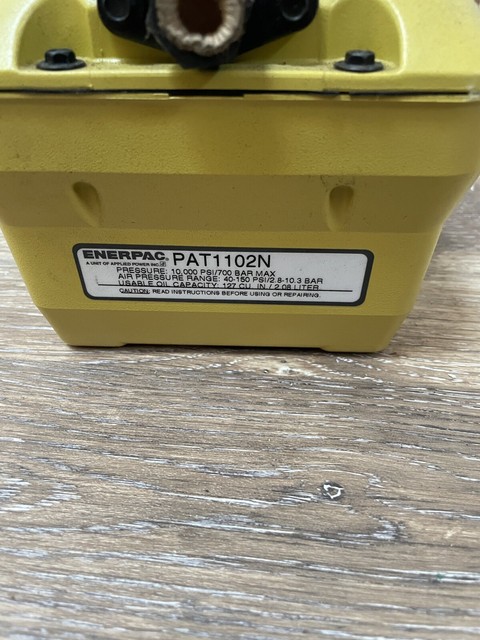 ENERPAC. PAT1102N
A UNIT OF APPLIED POWER INC.
PRESSURE: 10,000 PSI/700 BAR MAX
AIR PRESSURE RANGE: 40-150 PSI/2.8-10.3 BAR
USABLE OIL CAPACITY: 127 CU. IN./2.08 LITER
CAUTION: READ INSTRUCTIONS BEFORE USING OR REPAIRING.